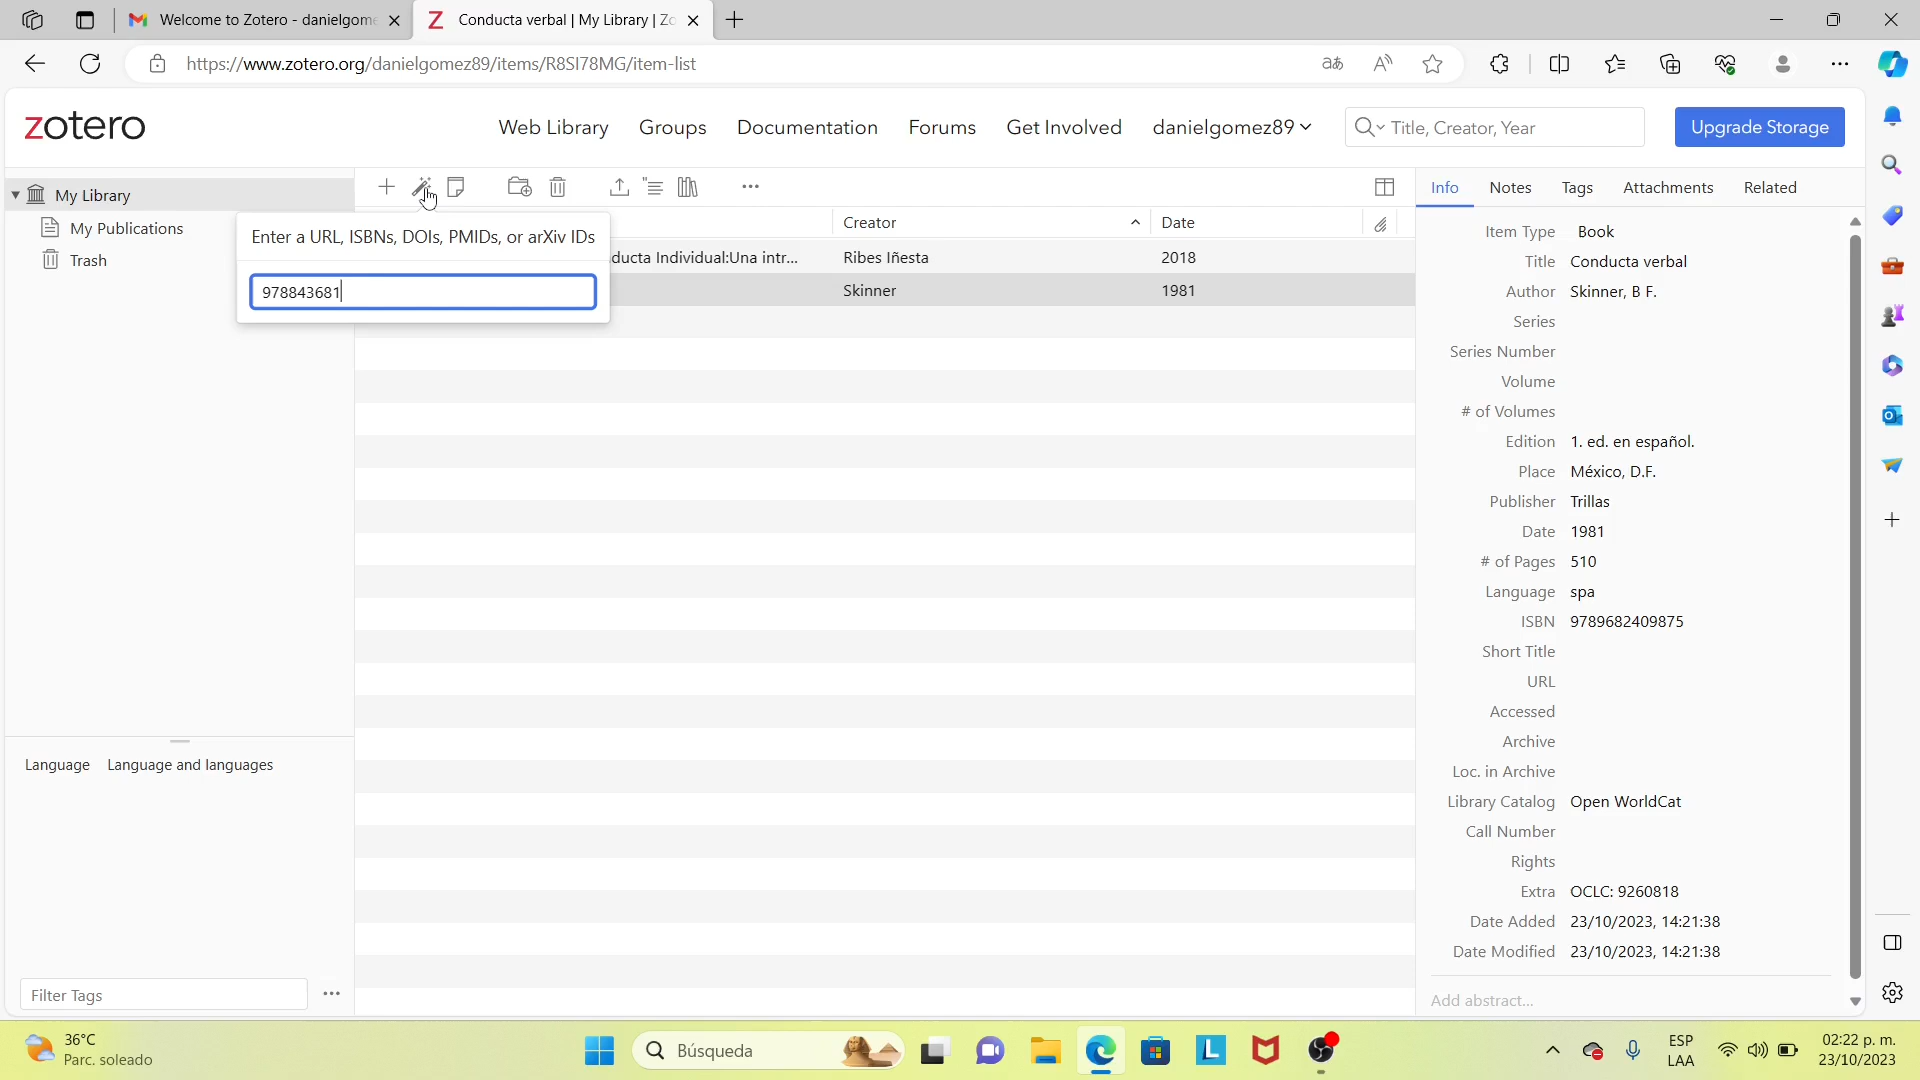 Welcome to Zotero - danielgome
Conducta verbal | My Library | Zo
https://www.zotero.org/danielgomez89/items/R8SI78MG/item-list
zotero
Web Library Groups Documentation Forums Get Involved danielgomez89 Title, Creator, Year Upgrade Storage
My Library
My Publications
Trash
Enter a URL, ISBNs, DOIs, PMIDs, or arXiv IDs
978843681
Creator Date
ducta Individual:Una intr... Ribes Iñesta 2018
Skinner 1981
Info Notes Tags Attachments Related
Item Type Book
Title Conducta verbal
Author Skinner, B F.
Series
Series Number
Volume
# of Volumes
Edition 1. ed. en español.
Place México, D.F.
Publisher Trillas
Date 1981
# of Pages 510
Language spa
ISBN 9789682409875
Short Title
URL
Accessed
Archive
Loc. in Archive
Library Catalog Open WorldCat
Call Number
Rights
Extra OCLC: 9260818
Date Added 23/10/2023, 14:21:38
Date Modified 23/10/2023, 14:21:38
Add abstract...
Language Language and languages
Filter Tags
36°C
Parc. soleado
Búsqueda
ESP
LAA
02:22 p. m.
23/10/2023